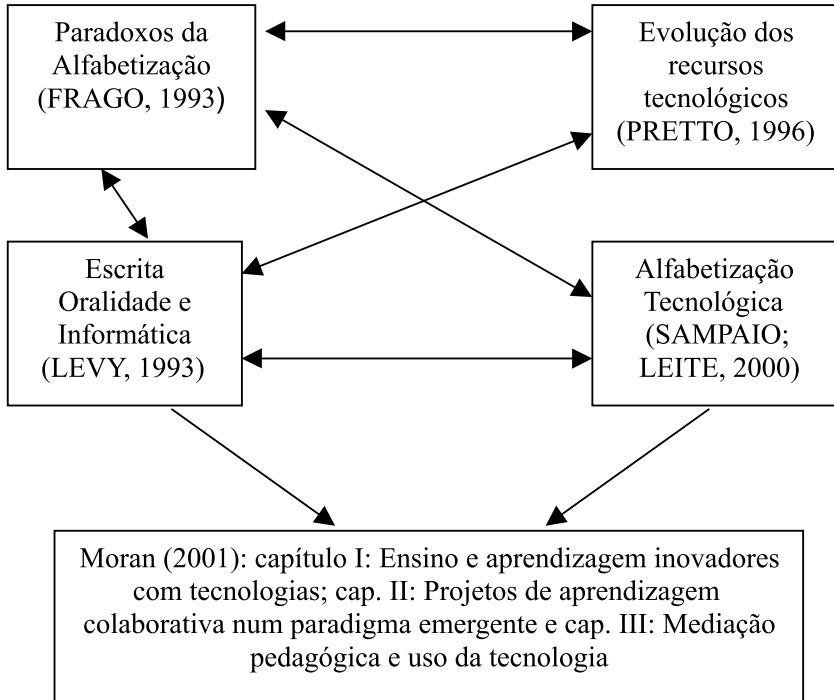 Paradoxos da
Alfabetização
(FRAGO, 1993)
Evolução dos
recursos
tecnológicos
(PRETTO, 1996)
Escrita
Oralidade e
Informática
(LEVY, 1993)
Alfabetização
Tecnológica
(SAMPAIO;
LEITE, 2000)
Moran (2001): capítulo I: Ensino e aprendizagem inovadores
com tecnologias; cap. II: Projetos de aprendizagem
colaborativa num paradigma emergente e cap. III: Mediação
pedagógica e uso da tecnologia